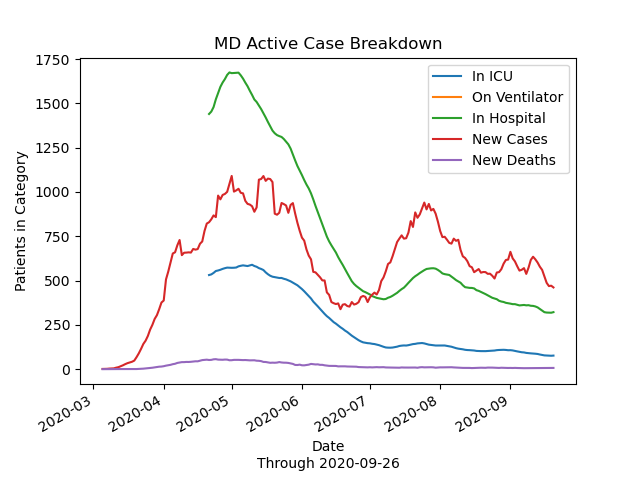 MD Active Case Breakdown
1750
1500
1250
1000
750
500
250
0
Patients in Category
In ICU
On Ventilator
In Hospital
New Cases
New Deaths
2020-03
2020-04
2020-05
2020-06
2020-07
2020-08
2020-09
Date
Through 2020-09-26